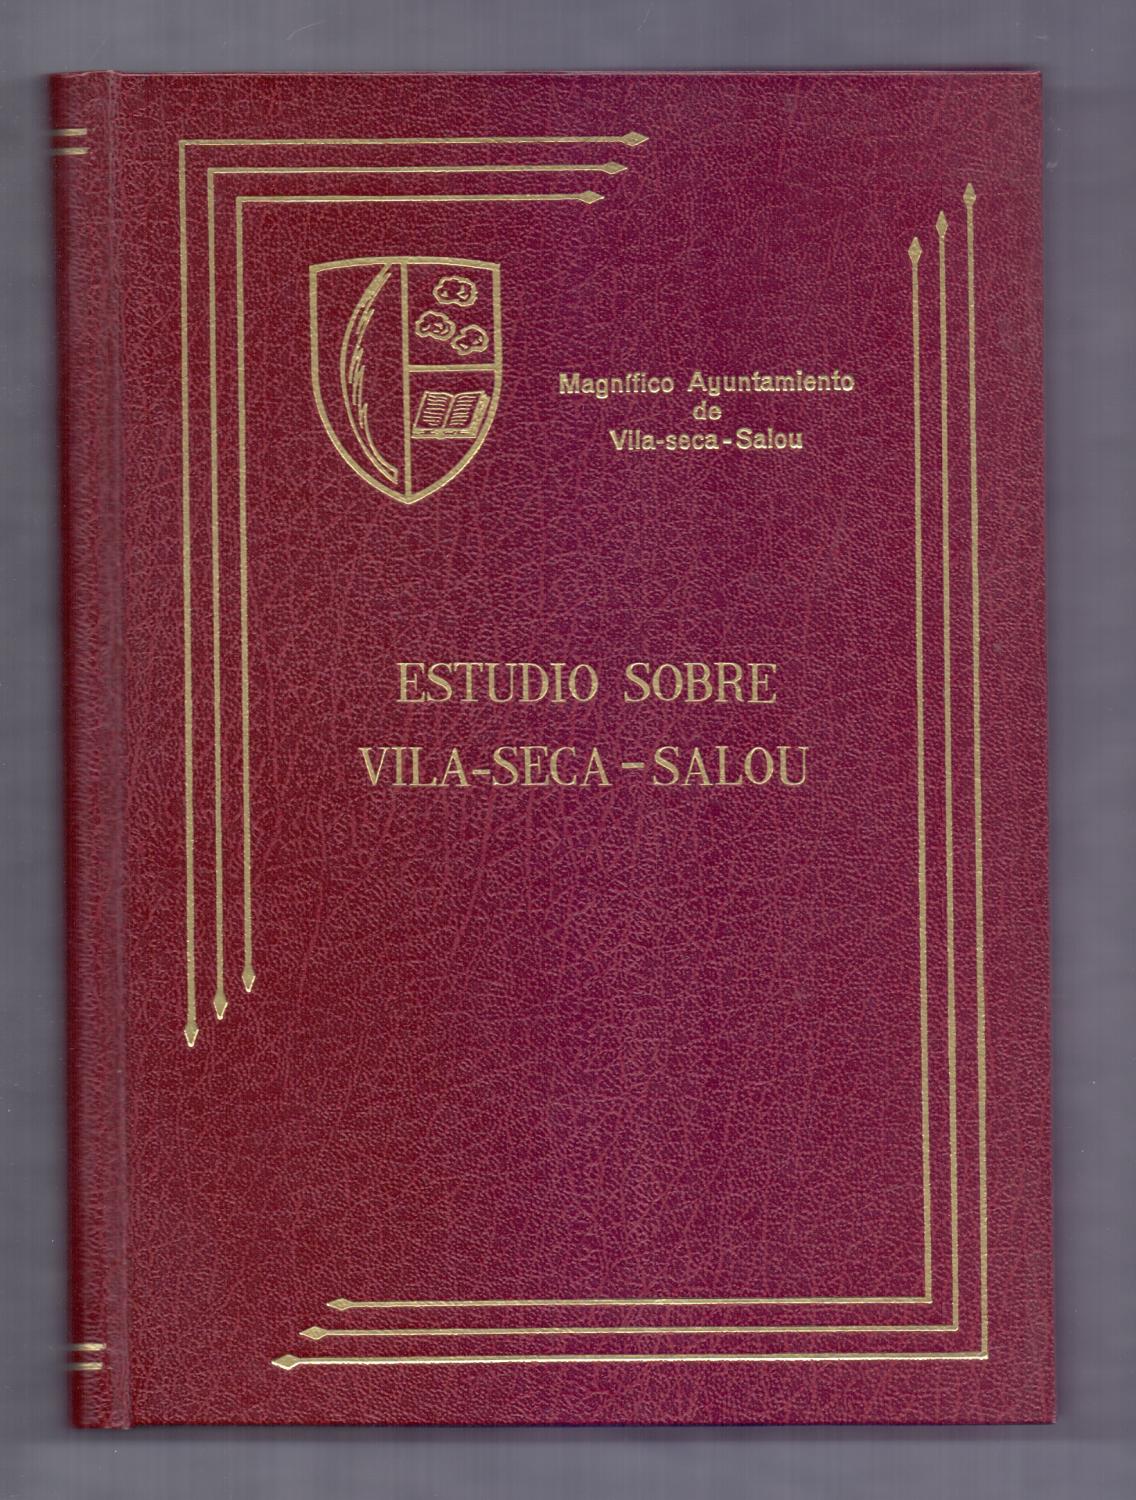 Magnífico Ayuntamiento
de
Vila-seca-Salou
ESTUDIO SOBRE
VILA-SECA-SALOU